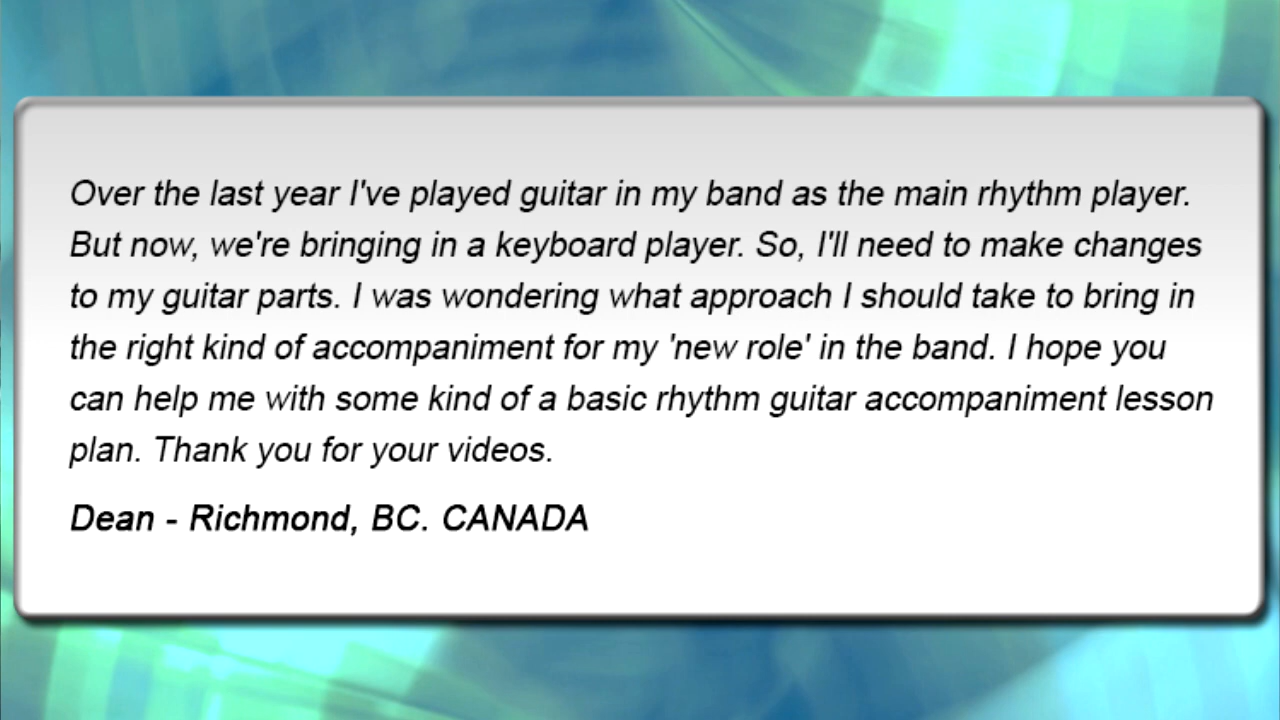 Over the last year I've played guitar in my band as the main rhythm player.
But now, we're bringing in a keyboard player. So, I'll need to make changes
to my guitar parts. I was wondering what approach I should take to bring in
the right kind of accompaniment for my 'new role' in the band. I hope you
can help me with some kind of a basic rhythm guitar accompaniment lesson
plan. Thank you for your videos.
Dean - Richmond, BC. CANADA